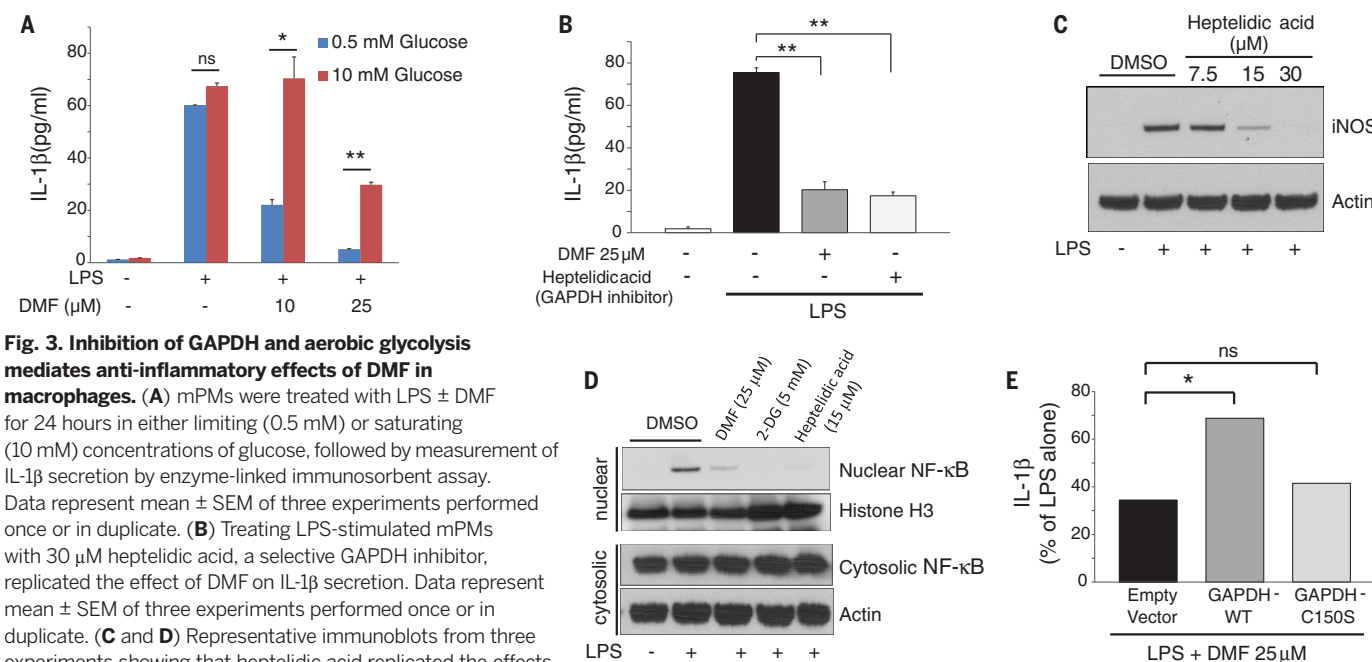 A
IL-1β(pg/ml)
80
60
40
20
0
ns
*
**
0.5 mM Glucose
10 mM Glucose
LPS - + + +
DMF (μM) - - 10 25
B
IL-1β(pg/ml)
80
60
40
20
0
**
**
DMF 25μM - - + -
Heptelidicacid - - - +
(GAPDH inhibitor)
LPS
C
Heptelidic acid
(μM)
DMSO 7.5 15 30
iNOS
Actin
LPS - + + + +
Fig. 3. Inhibition of GAPDH and aerobic glycolysis
mediates anti-inflammatory effects of DMF in
macrophages. (A) mPMs were treated with LPS ± DMF
for 24 hours in either limiting (0.5 mM) or saturating
(10 mM) concentrations of glucose, followed by measurement of
IL-1β secretion by enzyme-linked immunosorbent assay.
Data represent mean ± SEM of three experiments performed
once or in duplicate. (B) Treating LPS-stimulated mPMs
with 30 μM heptelidic acid, a selective GAPDH inhibitor,
replicated the effect of DMF on IL-1β secretion. Data represent
mean ± SEM of three experiments performed once or in
duplicate. (C and D) Representative immunoblots from three
experiments showing that heptelidic acid replicated the effects
D
DMSO
DMF (25 μM)
2-DG (5 mM)
Heptelidic acid
(15 μM)
nuclear
Nuclear NF-κB
Histone H3
cytosolic
Cytosolic NF-κB
Actin
LPS - + + + +
E
IL-1β
(% of LPS alone)
80
60
40
20
0
ns
*
Empty
Vector
GAPDH-
WT
GAPDH-
C150S
LPS + DMF 25μM